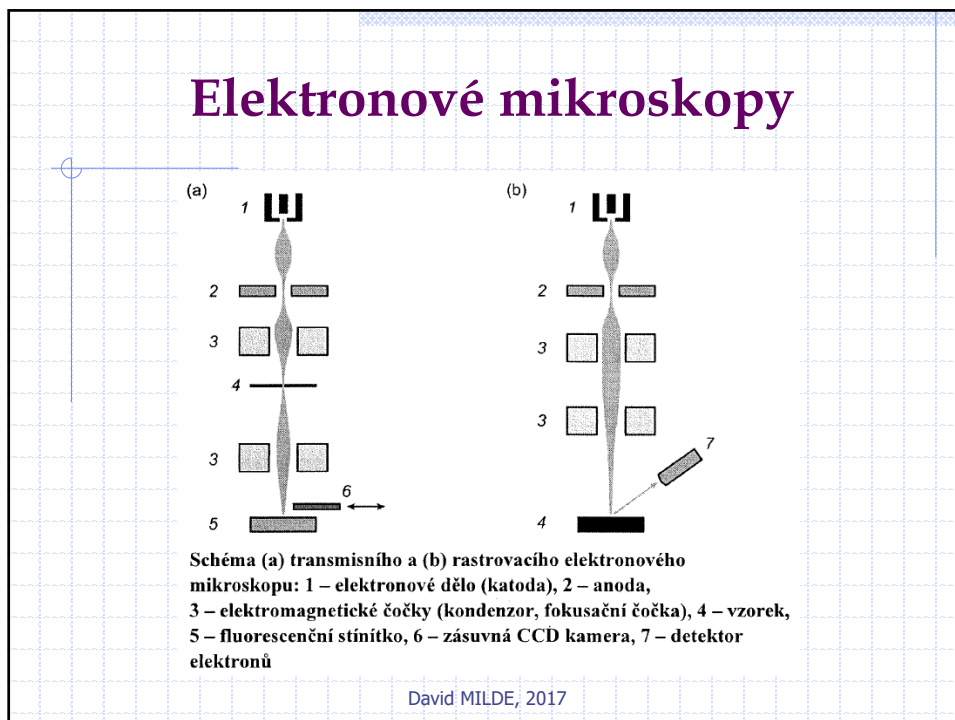 Elektronové mikroskopy
(a)
1
2
3
4
3
6
5
(b)
1
2
3
3
7
4
Schéma (a) transmisního a (b) rastrovacího elektronového
mikroskopu: 1 – elektronové dělo (katoda), 2 – anoda,
3 – elektromagnetické čočky (kondenzor, fokusační čočka), 4 – vzorek,
5 – fluorescenční stínítko, 6 – zásuvná CCD kamera, 7 – detektor
elektronů
David MILDE, 2017